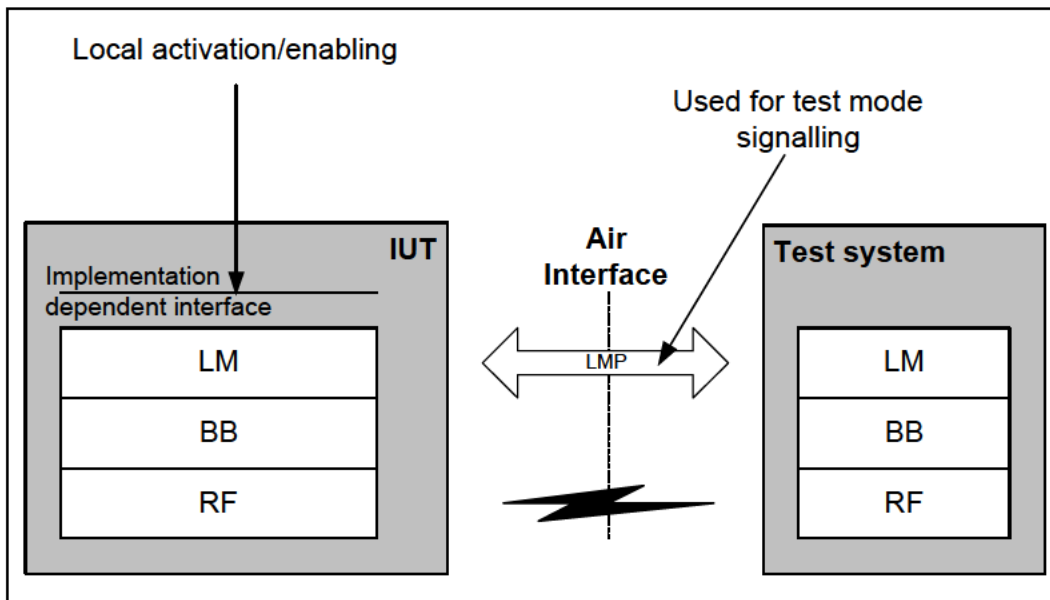 Local activation/enabling
Used for test mode
signalling
IUT
Implementation
dependent interface
LM
BB
RF
Air
Interface
LMP
Test system
LM
BB
RF